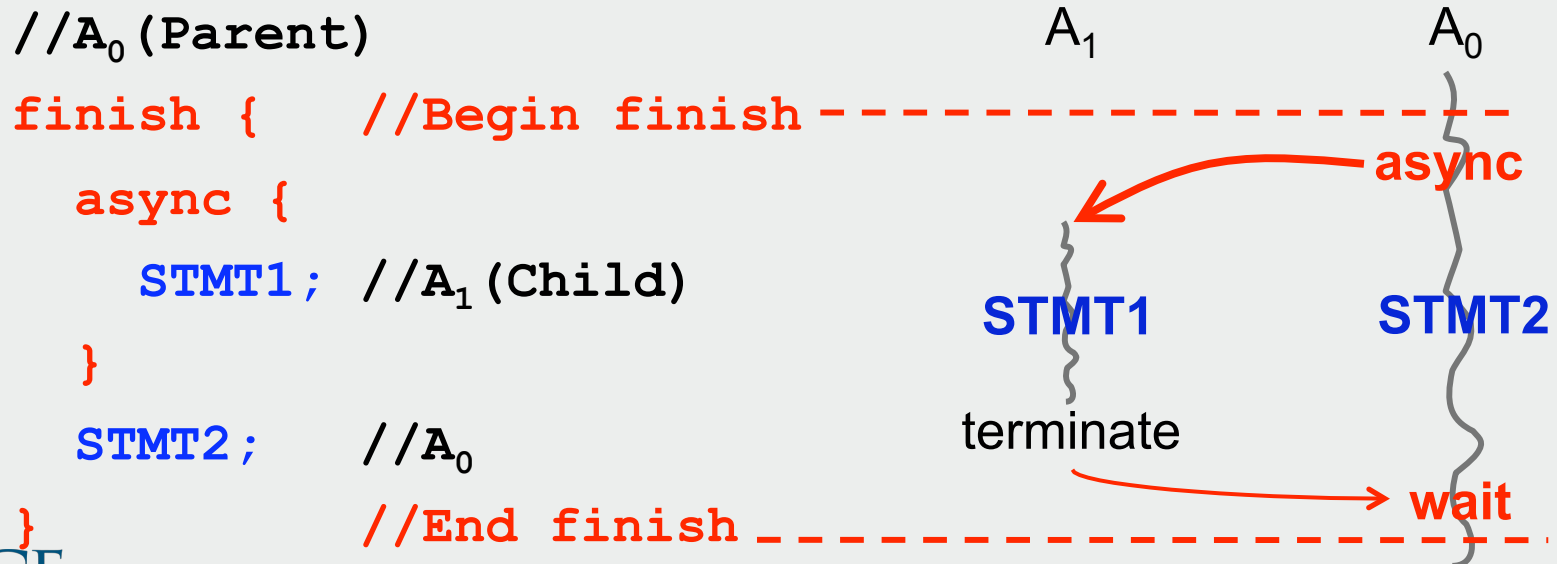 //A₀(Parent)
finish { //Begin finish
async {
STMT1; //A₁(Child)
}
STMT2; //A₀
} //End finish
A₁ A₀
async
STMT1 STMT2
terminate
wait